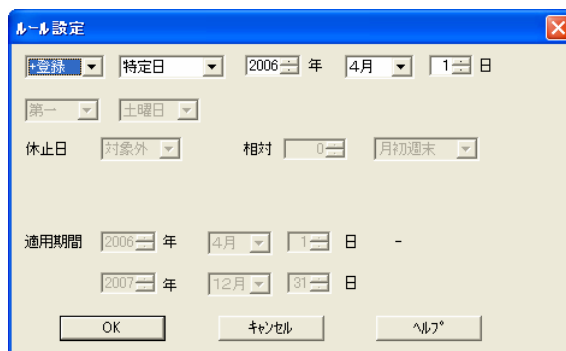 ルール設定
+登録 特定日 2006 年 4月 1 日
第一 土曜日
休止日 対象外 相対 0 月初週末
適用期間 2006 年 4月 1 日 -
2007 年 12月 31 日
OK キャンセル ヘルプ